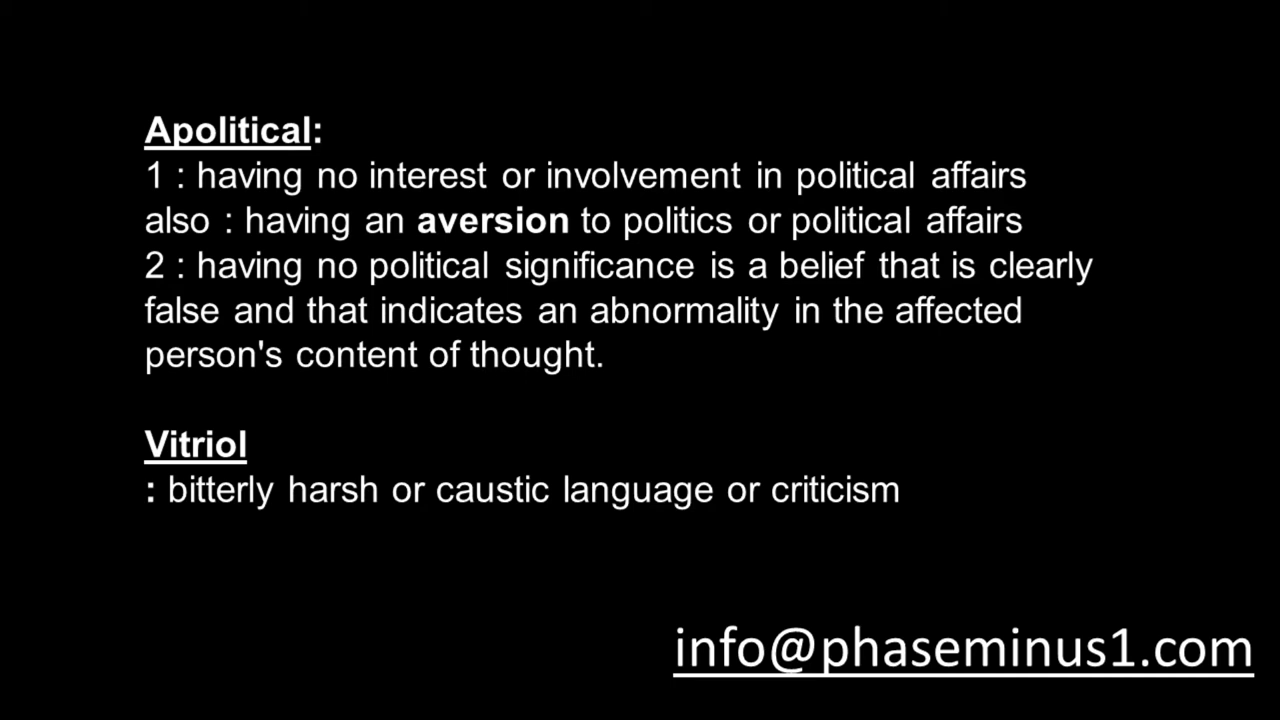 Apolitical:
1 : having no interest or involvement in political affairs
also : having an aversion to politics or political affairs
2 : having no political significance is a belief that is clearly
false and that indicates an abnormality in the affected
person's content of thought.
Vitriol
: bitterly harsh or caustic language or criticism
info@phaseminus1.com